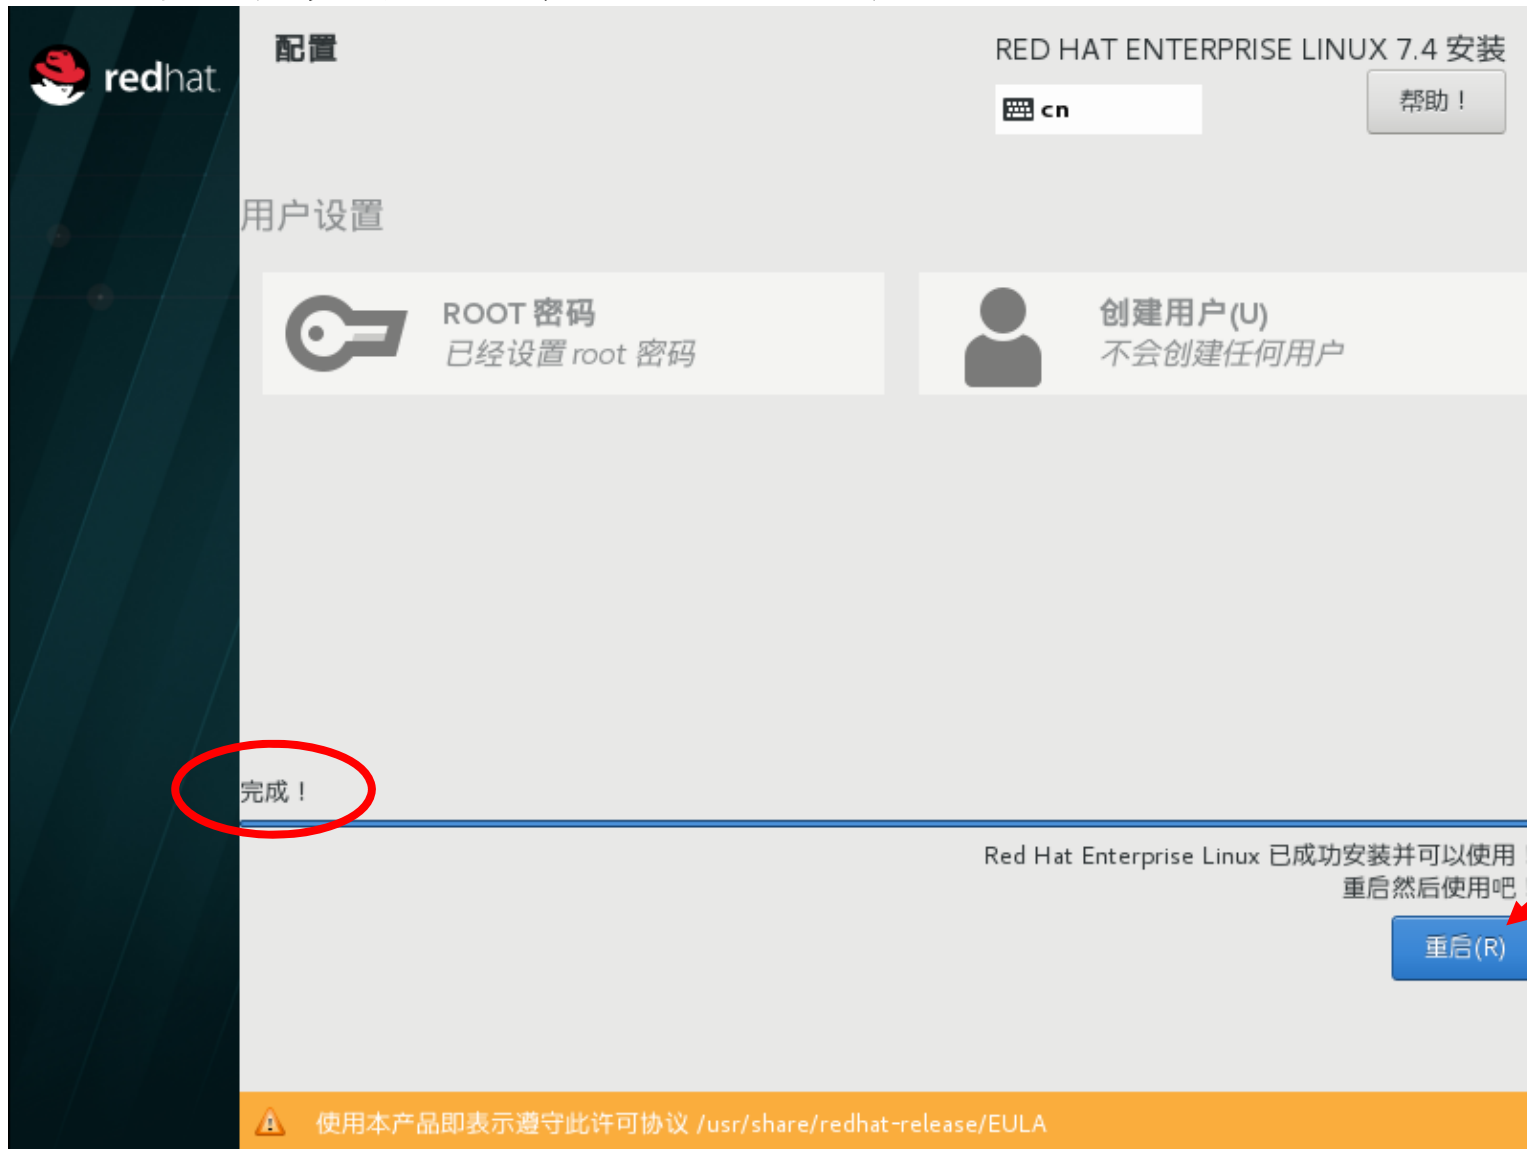 redhat.
配置
RED HAT ENTERPRISE LINUX 7.4 安装
cn
帮助！
用户设置
ROOT 密码
已经设置 root 密码
创建用户(U)
不会创建任何用户
完成！
Red Hat Enterprise Linux 已成功安装并可以使用！
重启然后使用吧！
重启(R)
使用本产品即表示遵守此许可协议 /usr/share/redhat-release/EULA